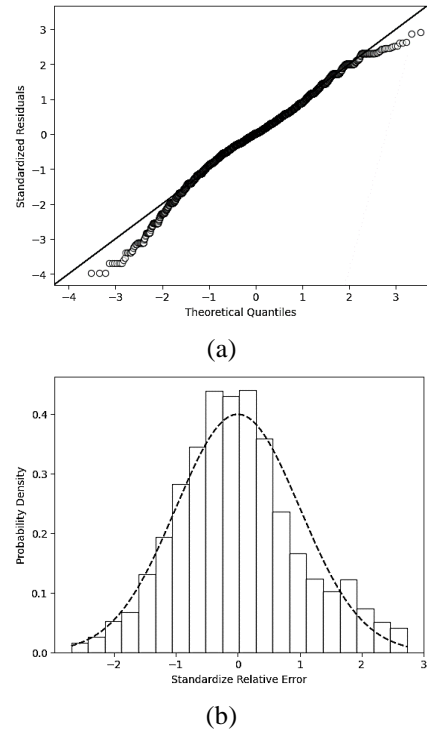 3
2
1
0
−1
−2
−3
−4
Standardized Residuals
−4 −3 −2 −1 0 1 2 3
Theoretical Quantiles
(a)
0.4
0.3
0.2
0.1
0.0
Probability Density
−2 −1 0 1 2 3
Standardize Relative Error
(b)